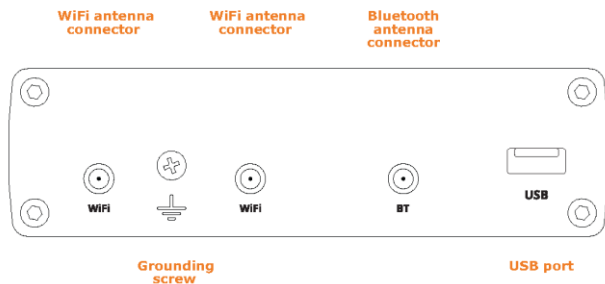 WiFi antenna
connector
WiFi antenna
connector
Bluetooth
antenna
connector
WiFi
WiFi
BT
USB
Grounding
screw
USB port